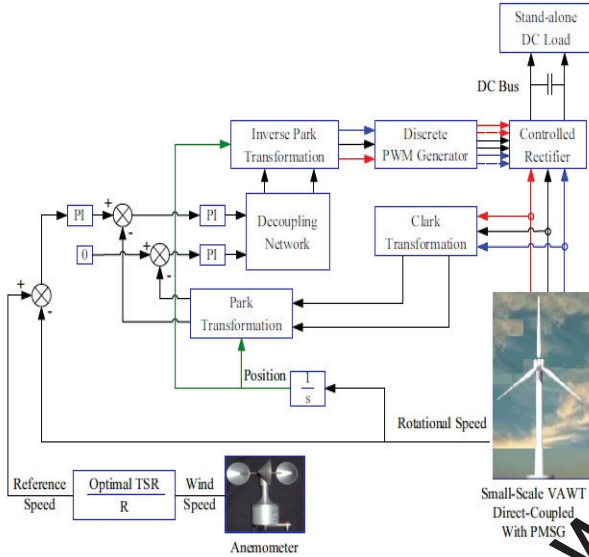 Stand-alone
DC Load
DC Bus
Inverse Park
Transformation
Discrete
PWM Generator
Controlled
Rectifier
+
PI
-
PI
Decoupling
Network
Clark
Transformation
0
+
PI
-
+
-
Park
Transformation
Position
1
s
Rotational Speed
Reference
Speed
Optimal TSR
R
Wind
Speed
Anemometer
Small-Scale VAWT
Direct-Coupled
With PMSG
W